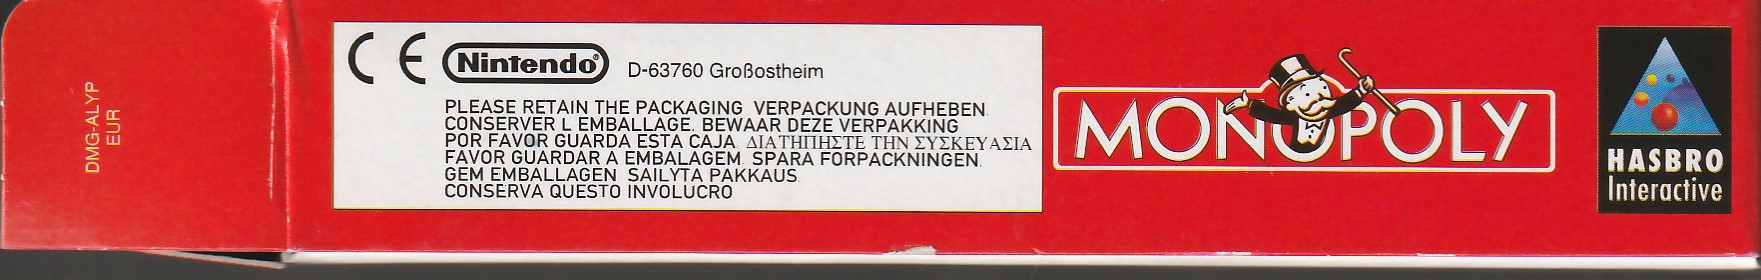 DMG-ALYP
EUR
CE Nintendo® D-63760 Großostheim
PLEASE RETAIN THE PACKAGING VERPACKUNG AUFHEBEN.
CONSERVER L EMBALLAGE. BEWAAR DEZE VERPAKKING
POR FAVOR GUARDA ESTA CAJA. ΔΙΑΤΗΠΗΣΤΕ ΤΗΝ ΣΥΣΚΕΥΑΣΙΑ
FAVOR GUARDAR A EMBALAGEM. SPARA FÖRPACKNINGEN.
GEM EMBALLAGEN SAILYTA PAKKAUS.
CONSERVA QUESTO INVOLUCRO
MONOPOLY
HASBRO
Interactive